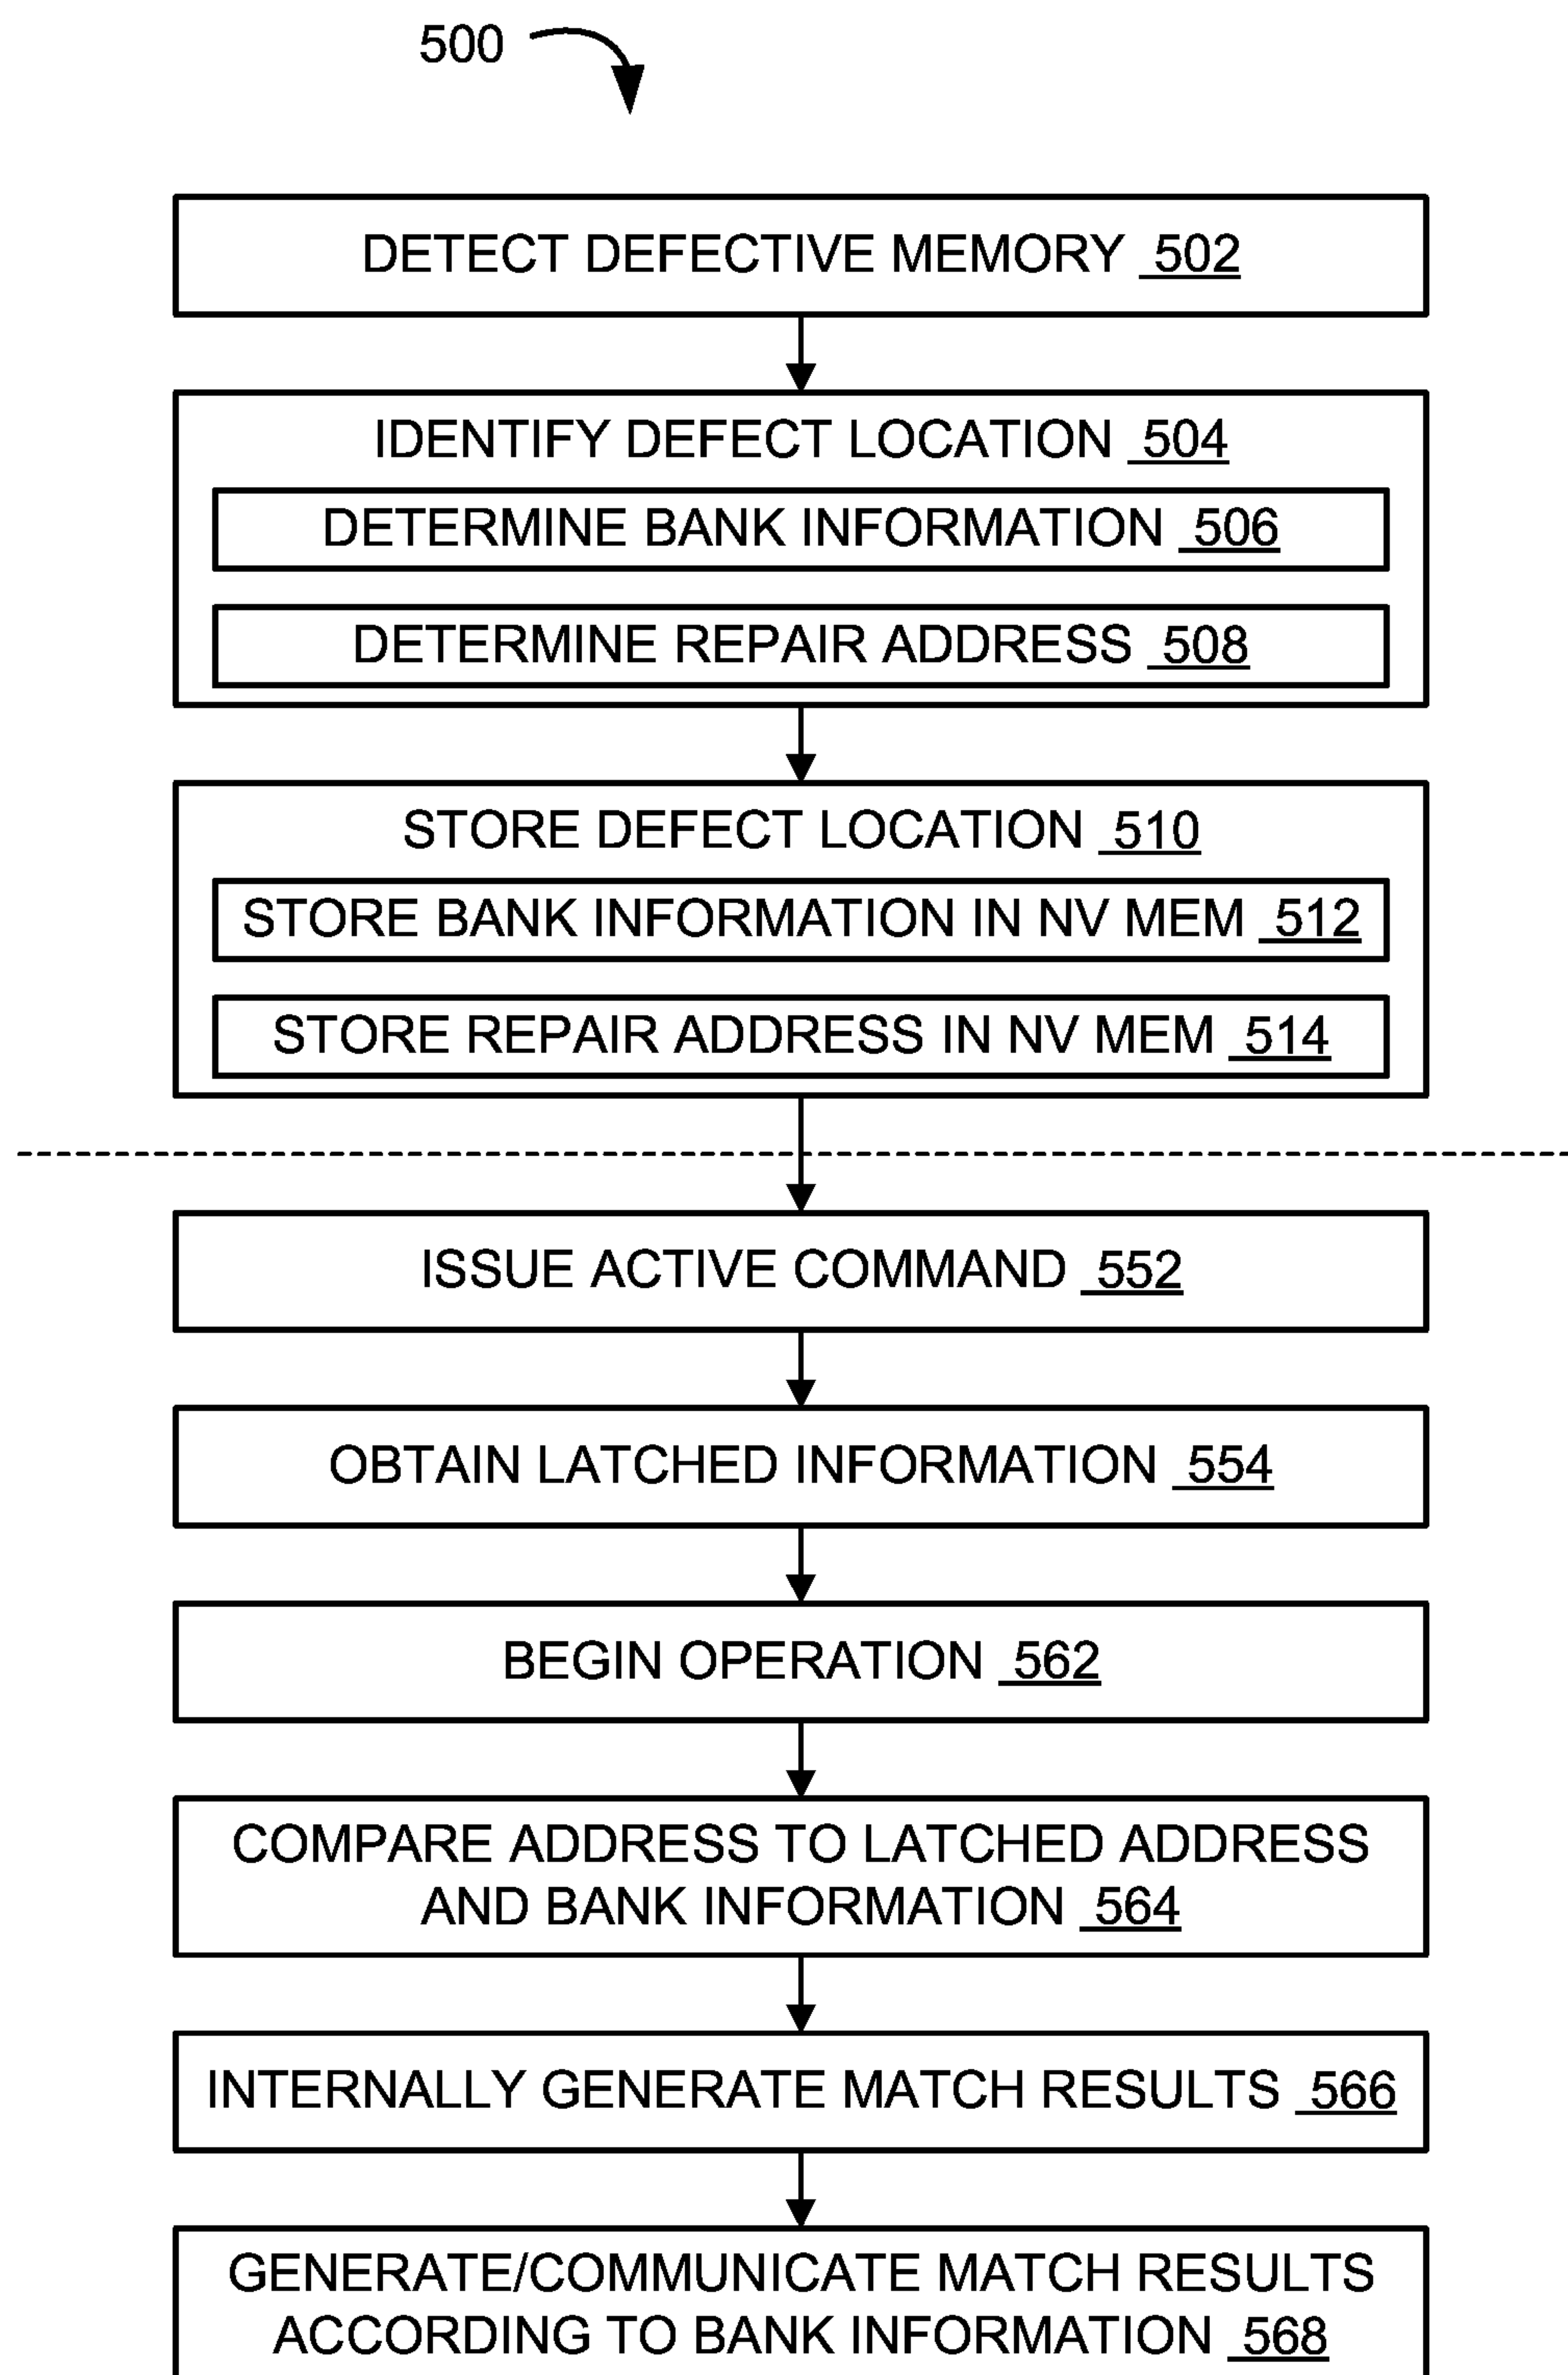 500
DETECT DEFECTIVE MEMORY 502
IDENTIFY DEFECT LOCATION 504
DETERMINE BANK INFORMATION 506
DETERMINE REPAIR ADDRESS 508
STORE DEFECT LOCATION 510
STORE BANK INFORMATION IN NV MEM 512
STORE REPAIR ADDRESS IN NV MEM 514
ISSUE ACTIVE COMMAND 552
OBTAIN LATCHED INFORMATION 554
BEGIN OPERATION 562
COMPARE ADDRESS TO LATCHED ADDRESS
AND BANK INFORMATION 564
INTERNALLY GENERATE MATCH RESULTS 566
GENERATE/COMMUNICATE MATCH RESULTS
ACCORDING TO BANK INFORMATION 568